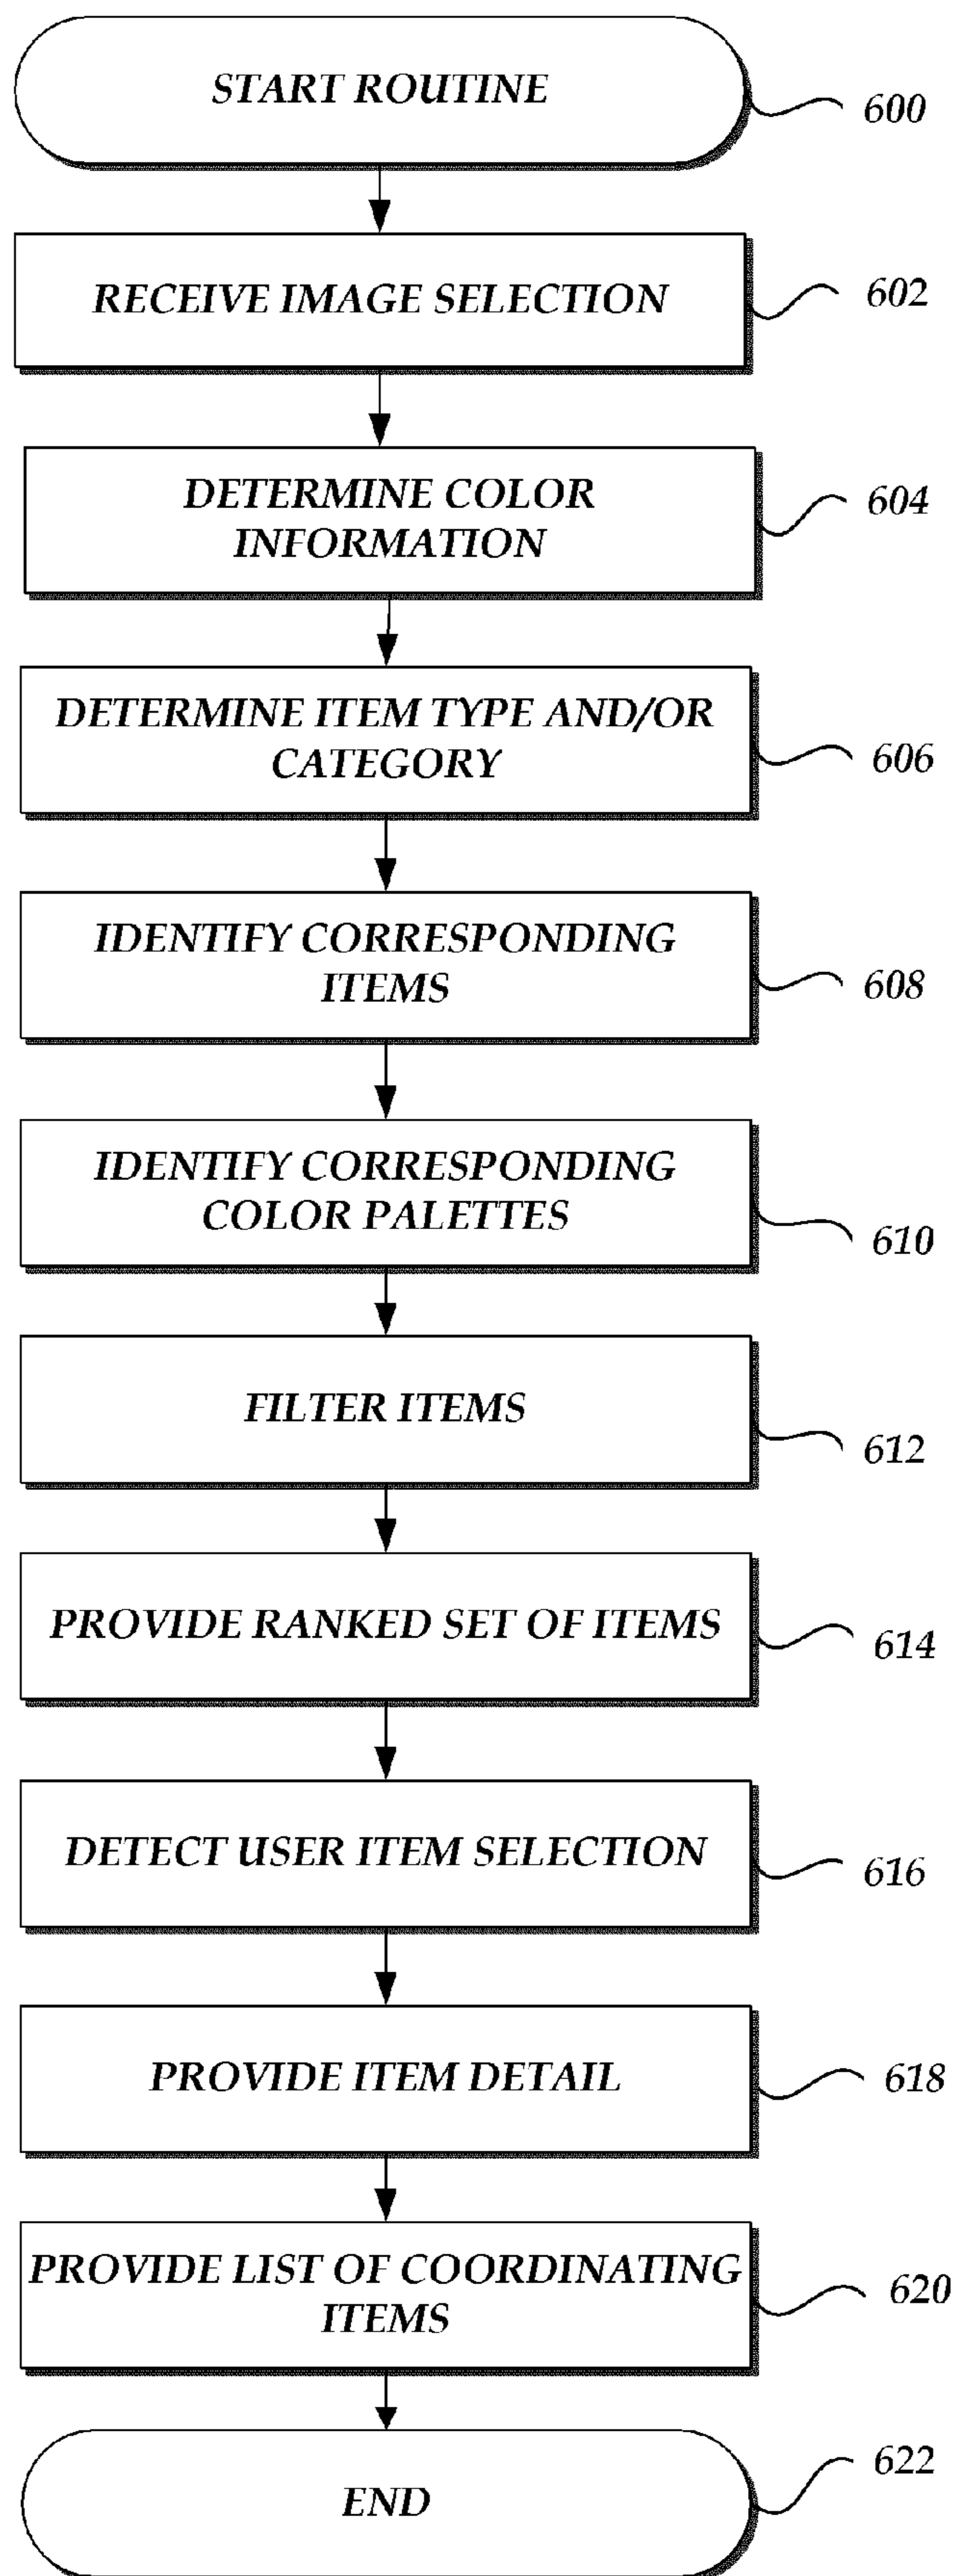 START ROUTINE
600
RECEIVE IMAGE SELECTION
602
DETERMINE COLOR
INFORMATION
604
DETERMINE ITEM TYPE AND/OR
CATEGORY
606
IDENTIFY CORRESPONDING
ITEMS
608
IDENTIFY CORRESPONDING
COLOR PALETTES
610
FILTER ITEMS
612
PROVIDE RANKED SET OF ITEMS
614
DETECT USER ITEM SELECTION
616
PROVIDE ITEM DETAIL
618
PROVIDE LIST OF COORDINATING
ITEMS
620
END
622